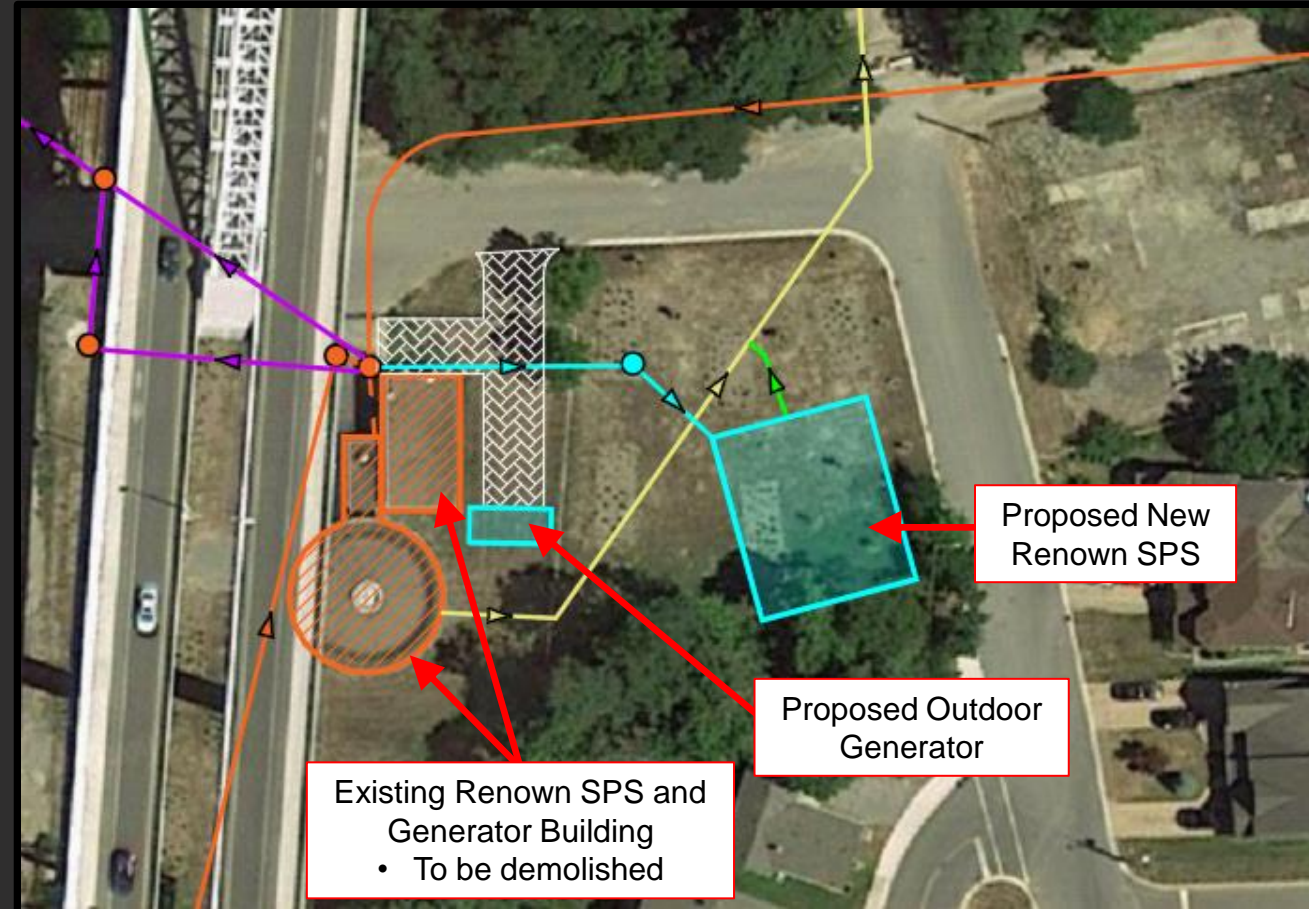 Proposed New
Renown SPS
Proposed Outdoor
Generator
Existing Renown SPS and
Generator Building
• To be demolished